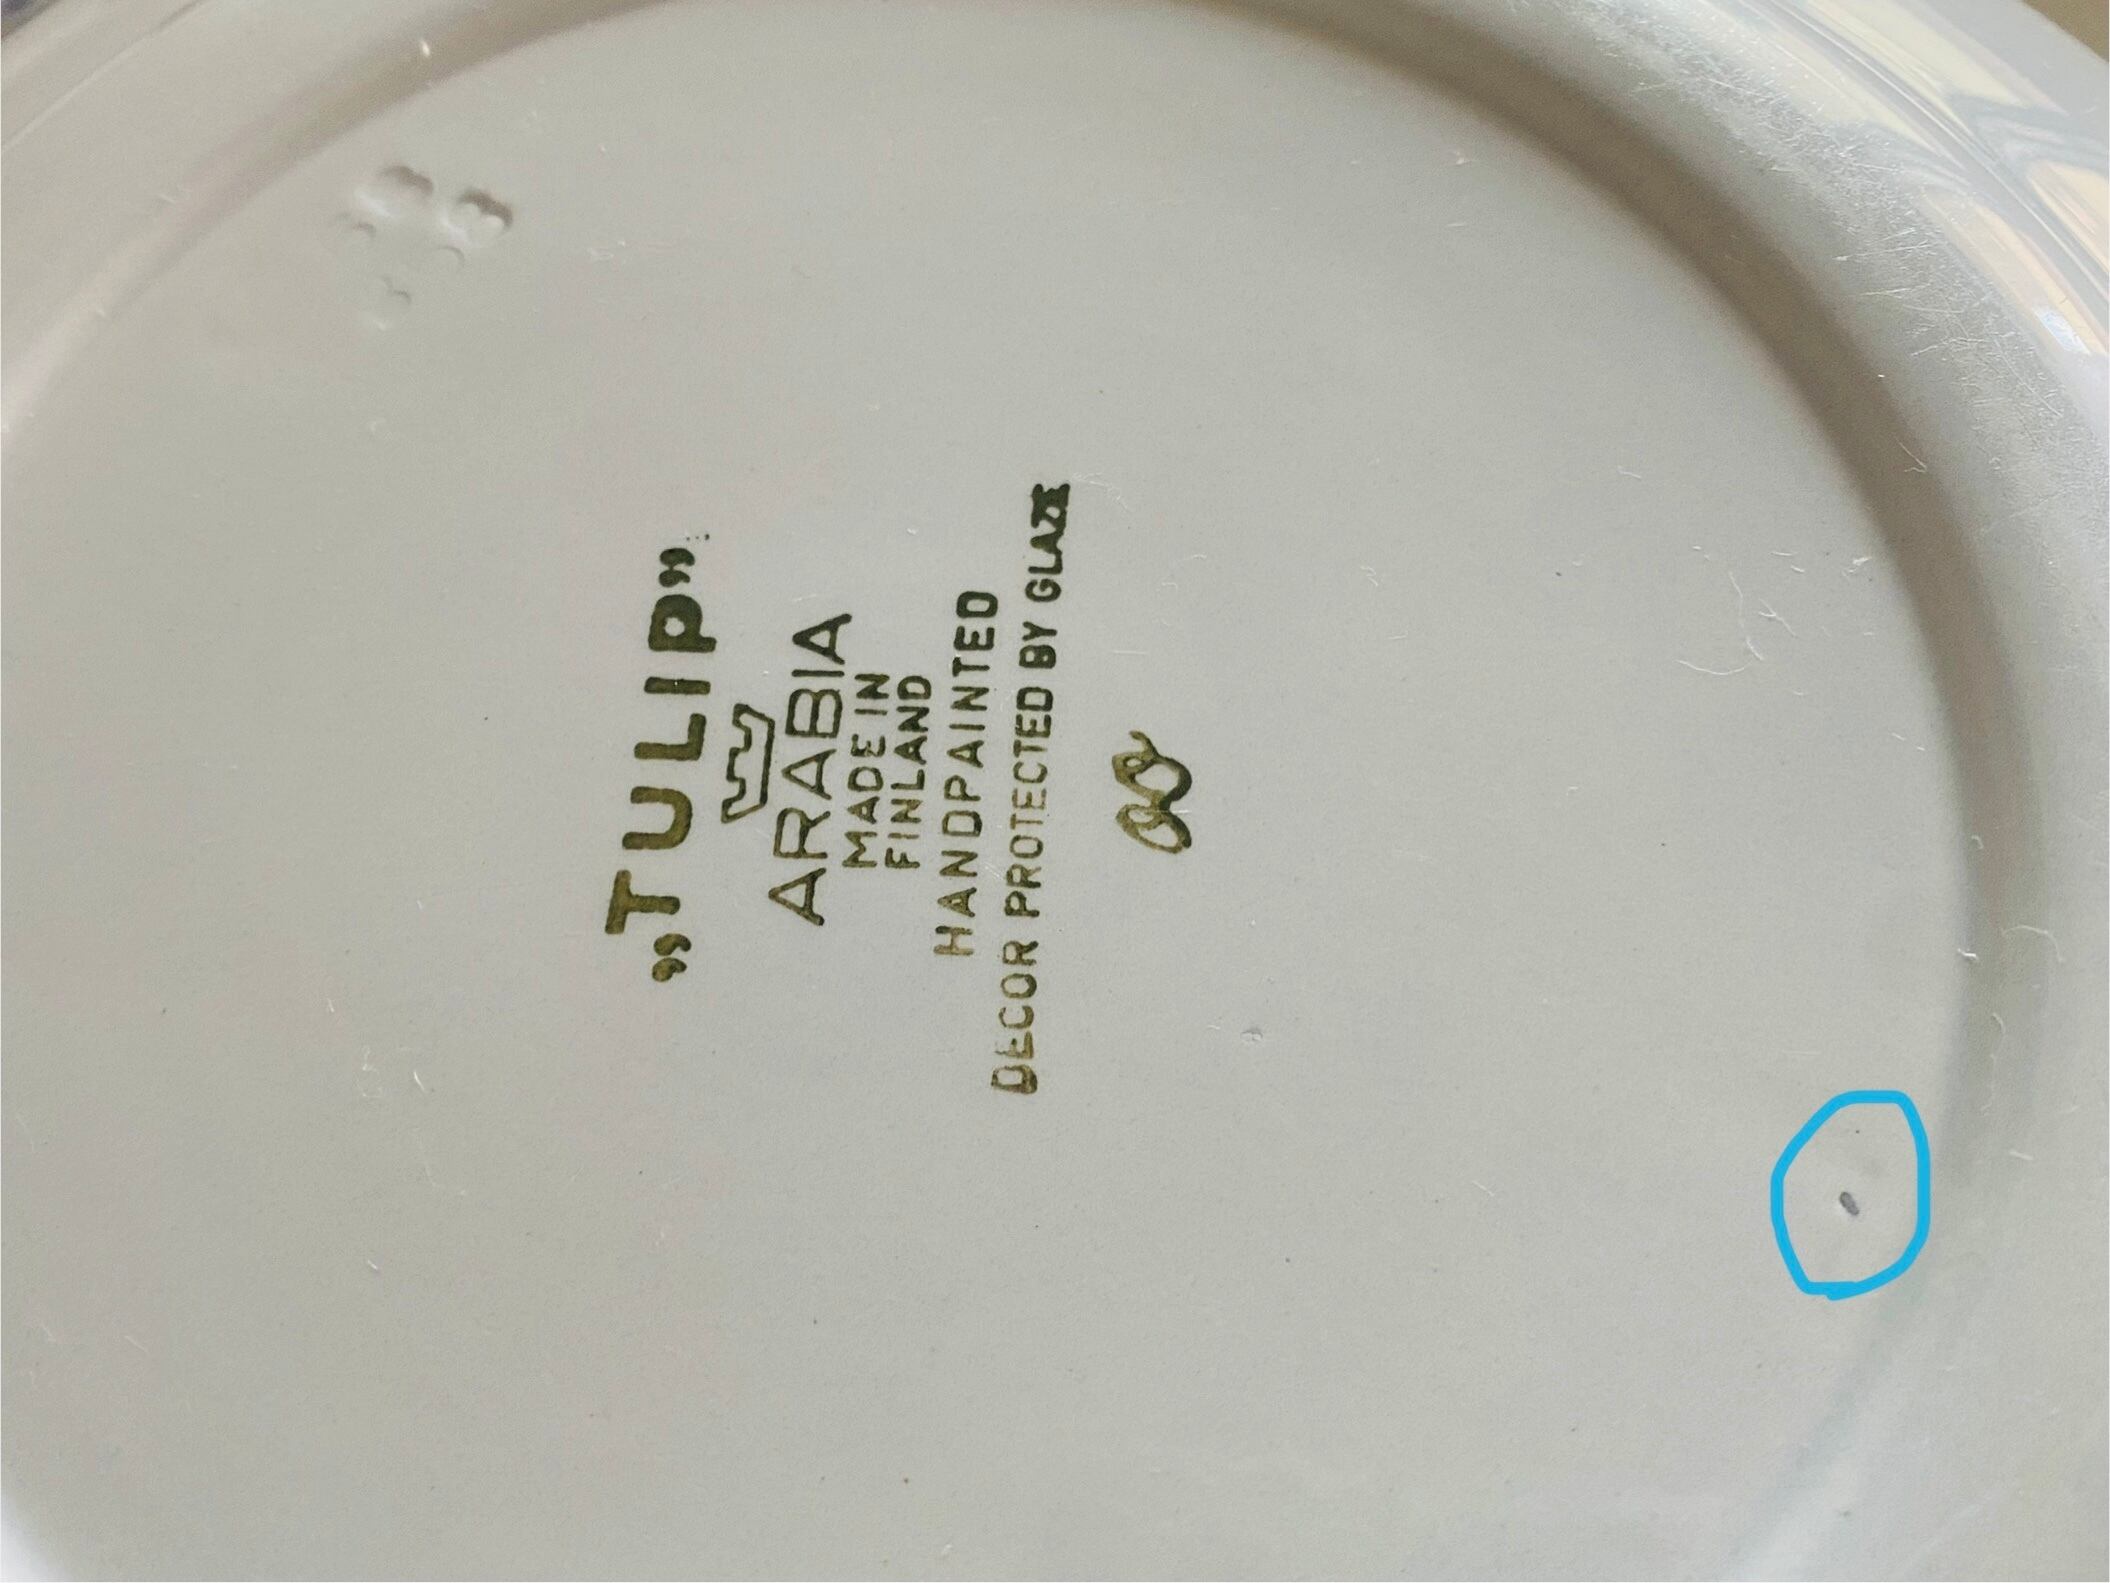 „TULIP”
ARABIA
MADE IN
FINLAND
HANDPAINTED
DECOR PROTECTED BY GLAZE